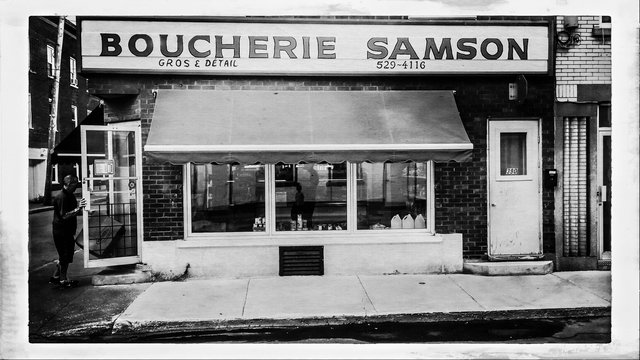 BOUCHERIE SAMSON
GROS & DÉTAIL 529-4116